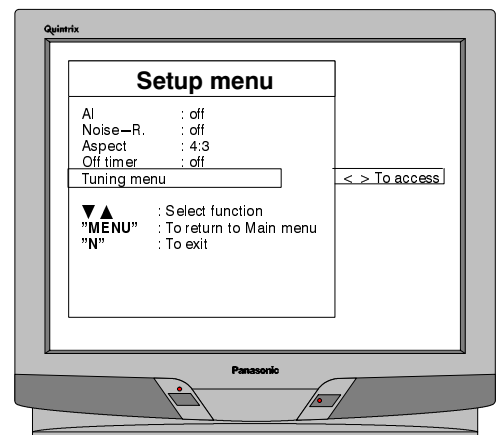 Quintrix
Setup menu
AI : off
Noise–R. : off
Aspect : 4:3
Off timer : off
Tuning menu
< > To access
▼ ▲ : Select function
”MENU” : To return to Main menu
”N” : To exit
Panasonic